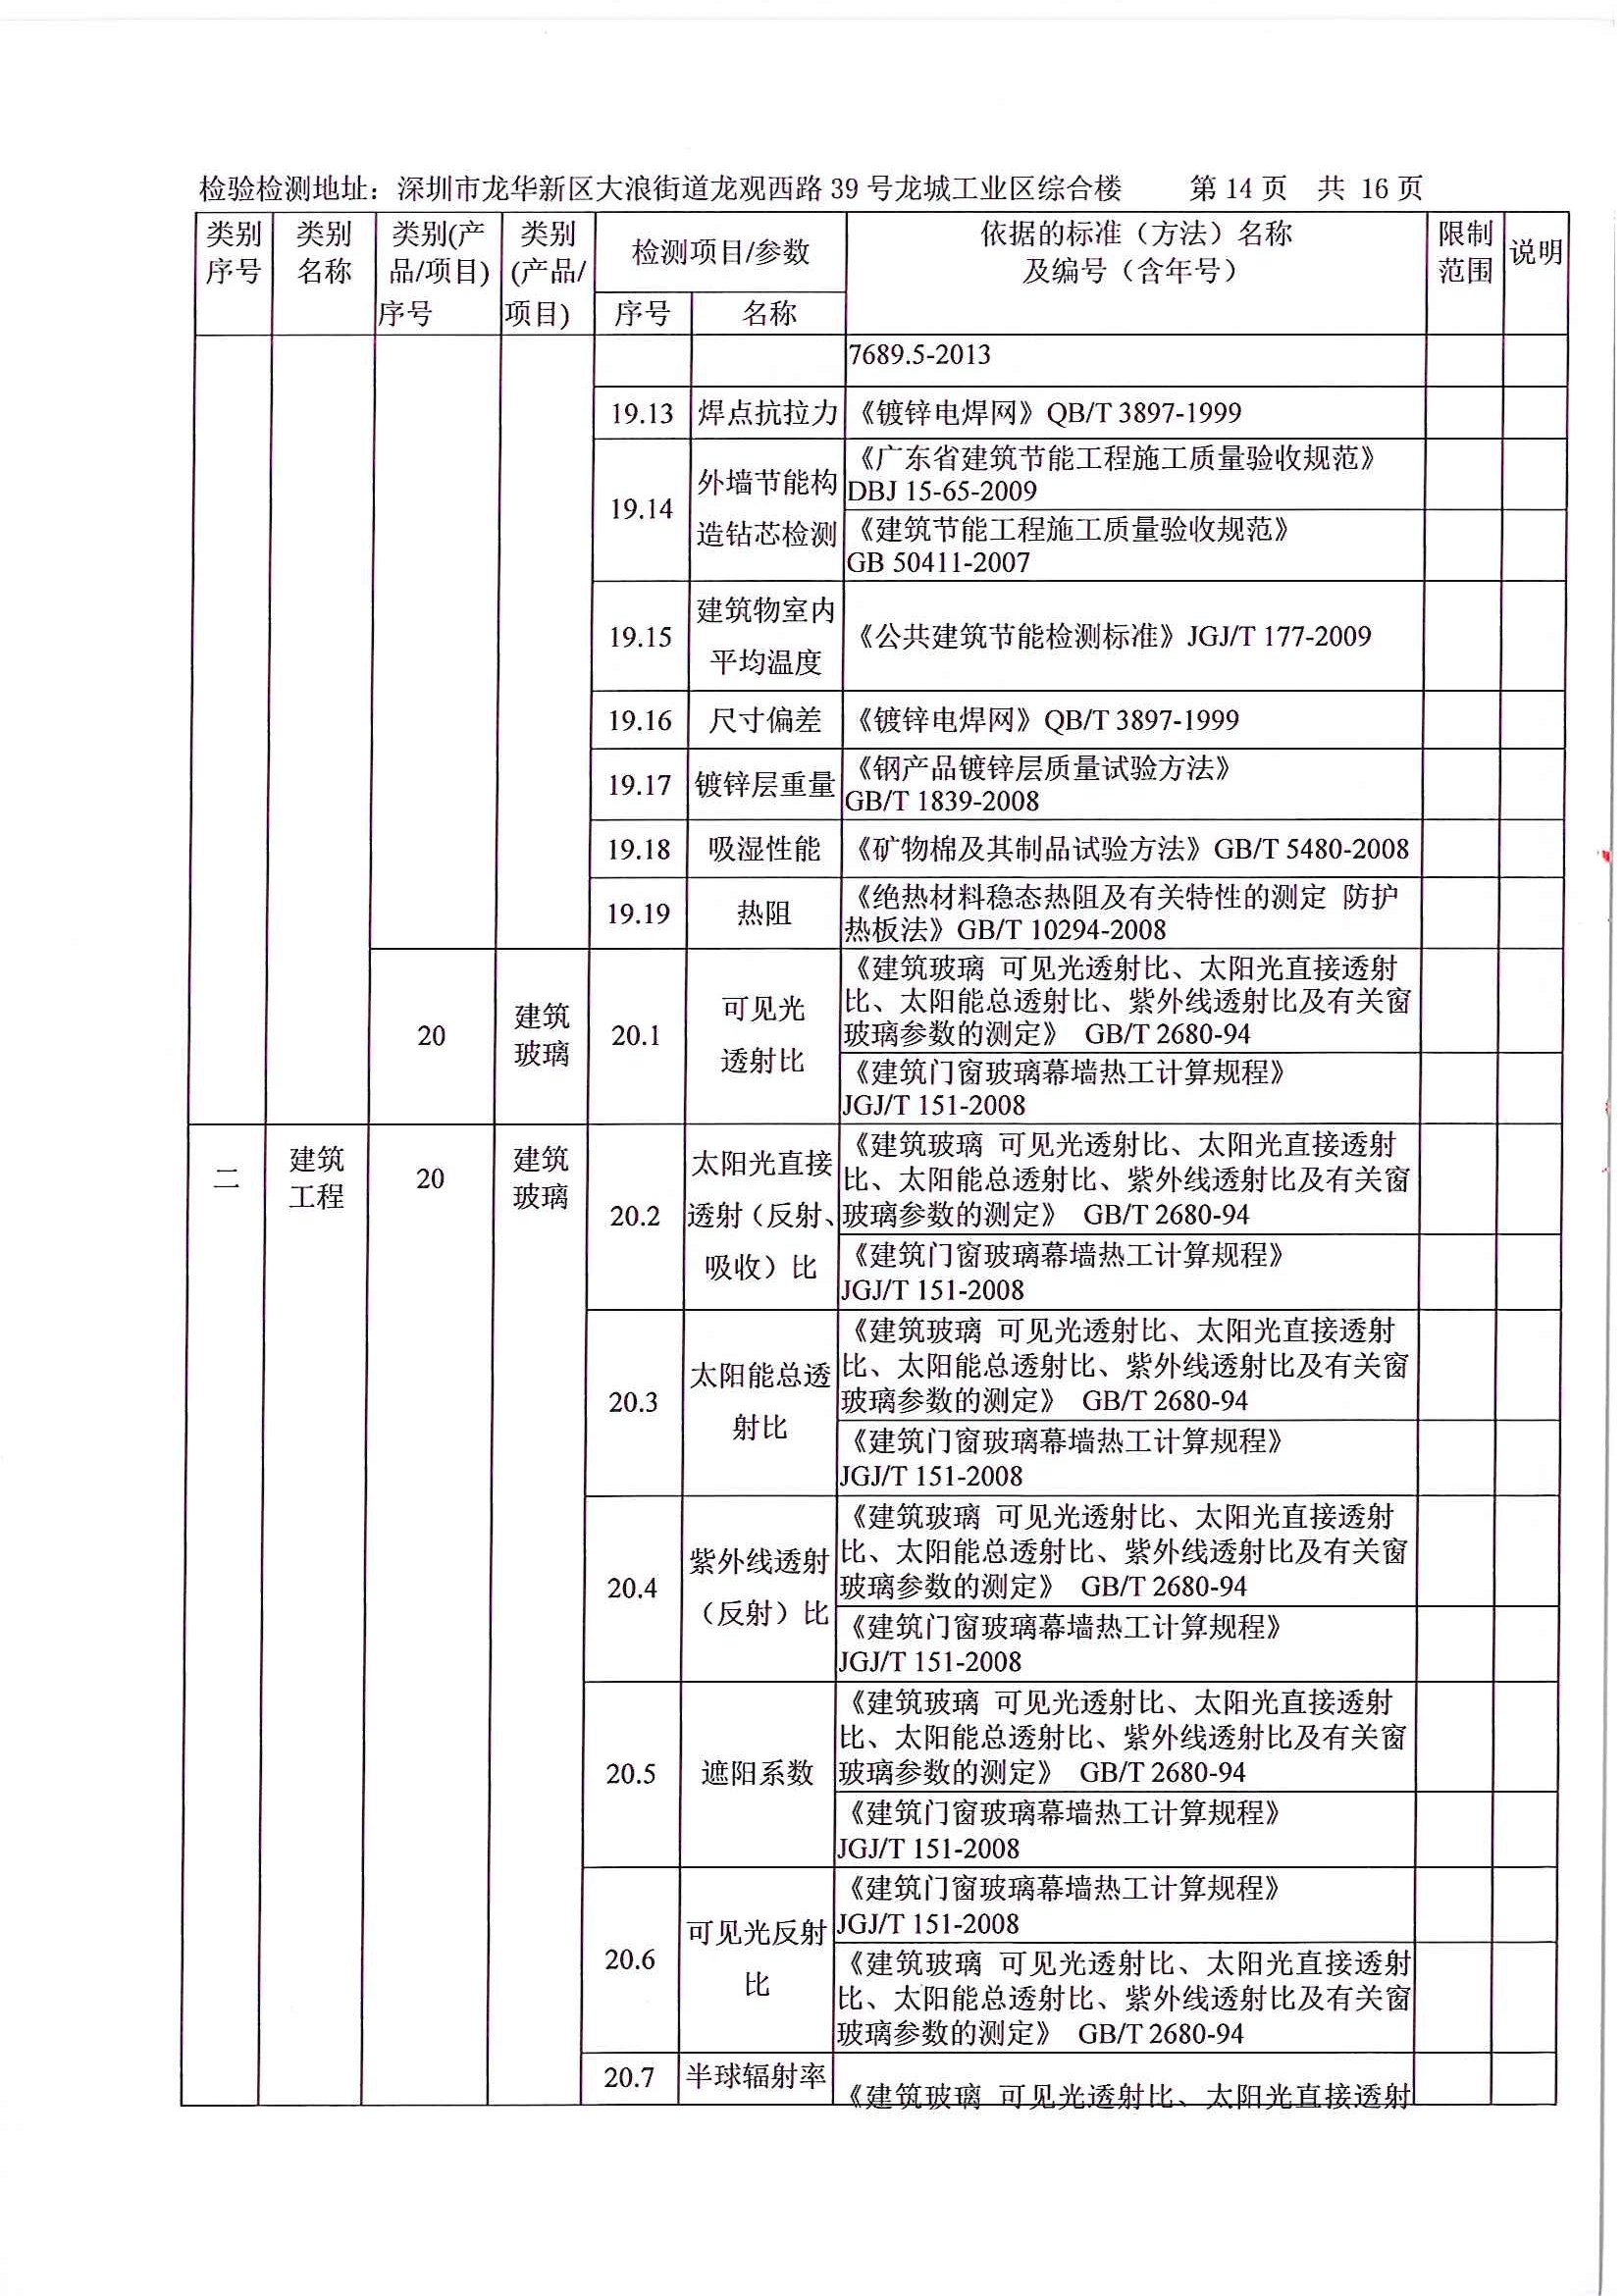 检验检测地址：深圳市龙华新区大浪街道龙观西路 39 号龙城工业区综合楼 第 14 页 共 16 页
类别序号 类别名称 类别(产品/项目)序号 类别(产品/项目) 检测项目/参数 依据的标准（方法）名称及编号（含年号） 限制范围 说明
序号 名称
7689.5-2013
19.13 焊点抗拉力 《镀锌电焊网》QB/T 3897-1999
19.14 外墙节能构造钻芯检测
《广东省建筑节能工程施工质量验收规范》
DBJ 15-65-2009
《建筑节能工程施工质量验收规范》
GB 50411-2007
19.15 建筑物室内平均温度 《公共建筑节能检测标准》JGJ/T 177-2009
19.16 尺寸偏差 《镀锌电焊网》QB/T 3897-1999
19.17 镀锌层重量 《钢产品镀锌层质量试验方法》
GB/T 1839-2008
19.18 吸湿性能 《矿物棉及其制品试验方法》GB/T 5480-2008
19.19 热阻 《绝热材料稳态热阻及有关特性的测定 防护
热板法》GB/T 10294-2008
20 建筑玻璃 20.1 可见光透射比
《建筑玻璃 可见光透射比、太阳光直接透射
比、太阳能总透射比、紫外线透射比及有关窗
玻璃参数的测定》 GB/T 2680-94
《建筑门窗玻璃幕墙热工计算规程》
JGJ/T 151-2008
二 建筑工程 20 建筑玻璃 20.2 太阳光直接透射（反射、吸收）比
《建筑玻璃 可见光透射比、太阳光直接透射
比、太阳能总透射比、紫外线透射比及有关窗
玻璃参数的测定》 GB/T 2680-94
《建筑门窗玻璃幕墙热工计算规程》
JGJ/T 151-2008
20.3 太阳能总透射比
《建筑玻璃 可见光透射比、太阳光直接透射
比、太阳能总透射比、紫外线透射比及有关窗
玻璃参数的测定》 GB/T 2680-94
《建筑门窗玻璃幕墙热工计算规程》
JGJ/T 151-2008
20.4 紫外线透射（反射）比
《建筑玻璃 可见光透射比、太阳光直接透射
比、太阳能总透射比、紫外线透射比及有关窗
玻璃参数的测定》 GB/T 2680-94
《建筑门窗玻璃幕墙热工计算规程》
JGJ/T 151-2008
20.5 遮阳系数
《建筑玻璃 可见光透射比、太阳光直接透射
比、太阳能总透射比、紫外线透射比及有关窗
玻璃参数的测定》 GB/T 2680-94
《建筑门窗玻璃幕墙热工计算规程》
JGJ/T 151-2008
20.6 可见光反射比
《建筑门窗玻璃幕墙热工计算规程》
JGJ/T 151-2008
《建筑玻璃 可见光透射比、太阳光直接透射
比、太阳能总透射比、紫外线透射比及有关窗
玻璃参数的测定》 GB/T 2680-94
20.7 半球辐射率
《建筑玻璃 可见光透射比、太阳光直接透射